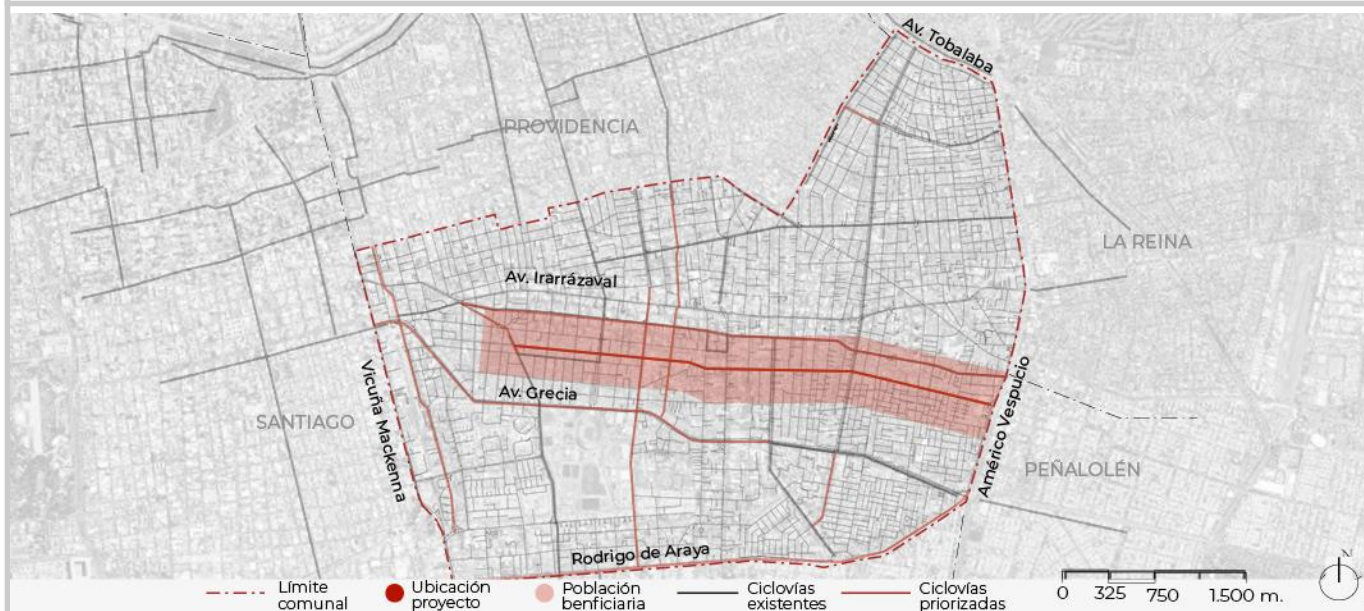 Av. Tobalaba
PROVIDENCIA
LA REINA
Av. Irarrázaval
Av. Grecia
Vicuña Mackenna
SANTIAGO
Américo Vespucio
PEÑALOLÉN
Rodrigo de Araya
N
Límite
comunal
Ubicación
proyecto
Población
benficiaria
Ciclovías
existentes
Ciclovías
priorizadas
0 325 750 1.500 m.